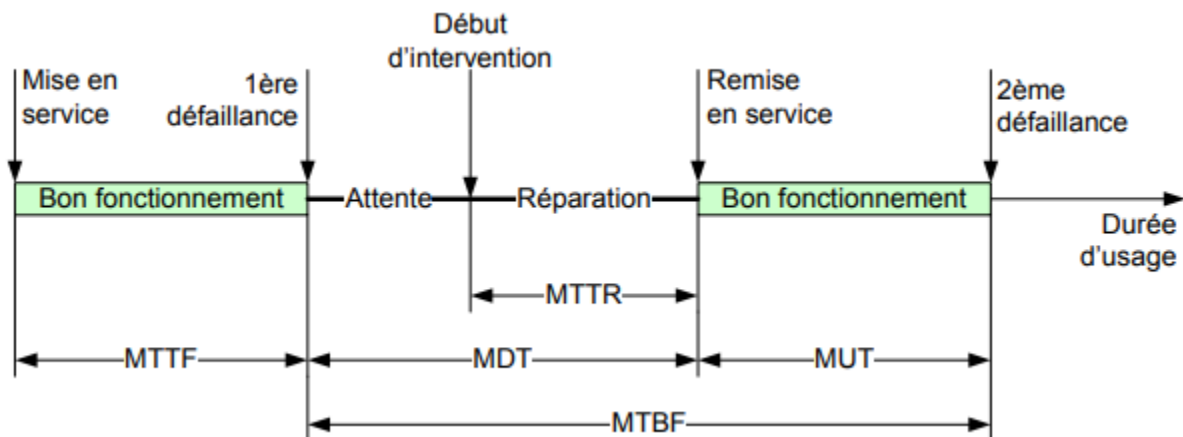 Début
d'intervention
Mise en
service
1ère
défaillance
Remise
en service
2ème
défaillance
Bon fonctionnement
Attente
Réparation
Bon fonctionnement
Durée
d'usage
MTTR
MTTF
MDT
MUT
MTBF